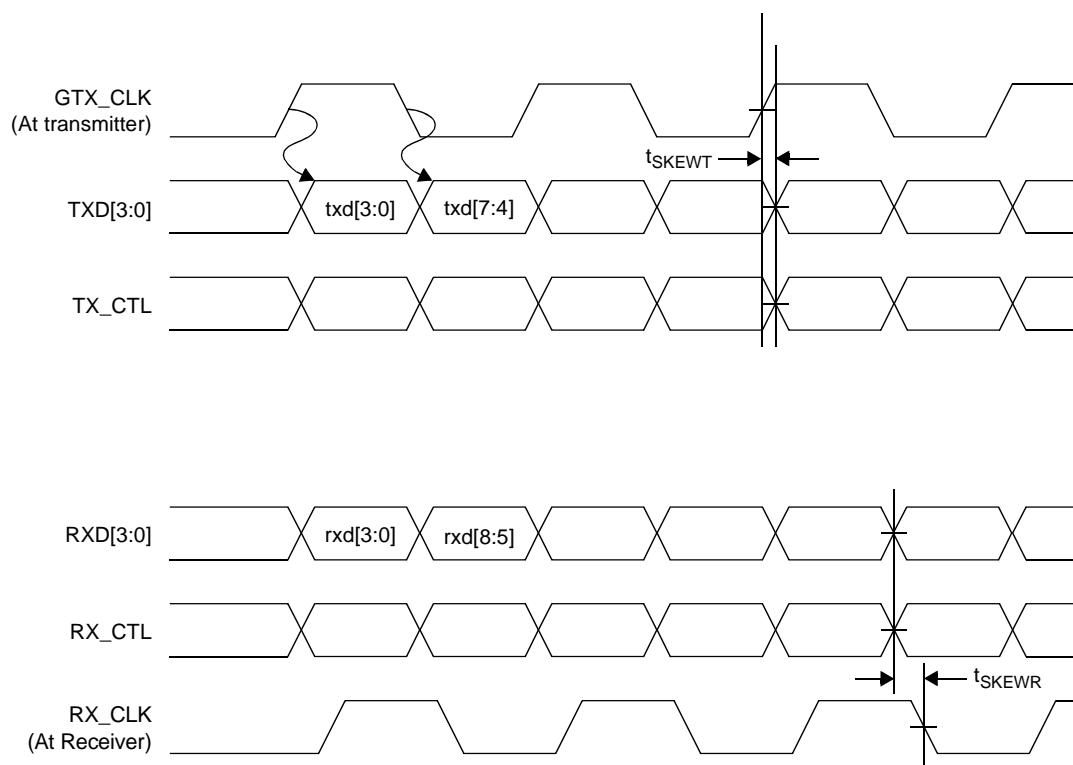 GTX_CLK
(At transmitter)
tSKEWT
TXD[3:0]
txd[3:0]
txd[7:4]
TX_CTL
RXD[3:0]
rxd[3:0]
rxd[8:5]
RX_CTL
tSKEWR
RX_CLK
(At Receiver)